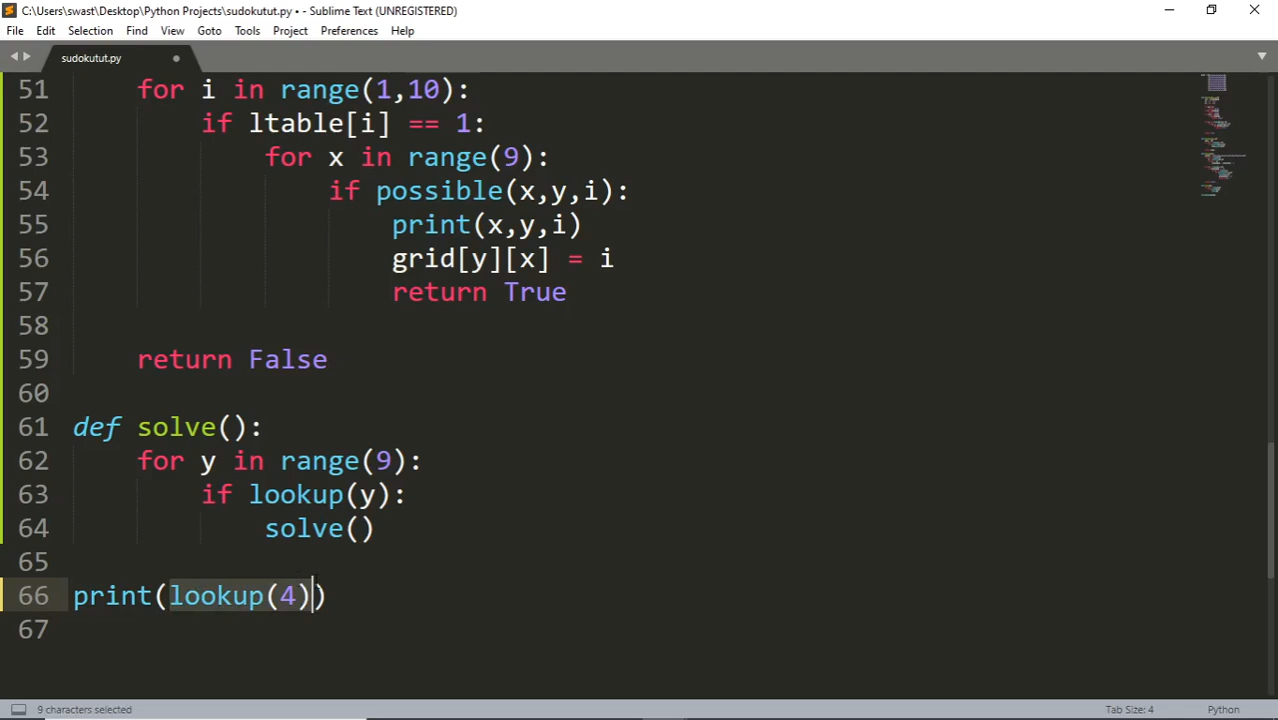 C:\Users\swast\Desktop\Python Projects\sudokutut.py • - Sublime Text (UNREGISTERED)
File Edit Selection Find View Goto Tools Project Preferences Help
sudokutut.py
51 for i in range(1,10):
52 if ltable[i] == 1:
53 for x in range(9):
54 if possible(x,y,i):
55 print(x,y,i)
56 grid[y][x] = i
57 return True
58
59 return False
60
61 def solve():
62 for y in range(9):
63 if lookup(y):
64 solve()
65
66 print(lookup(4))
67
9 characters selected
Tab Size: 4
Python